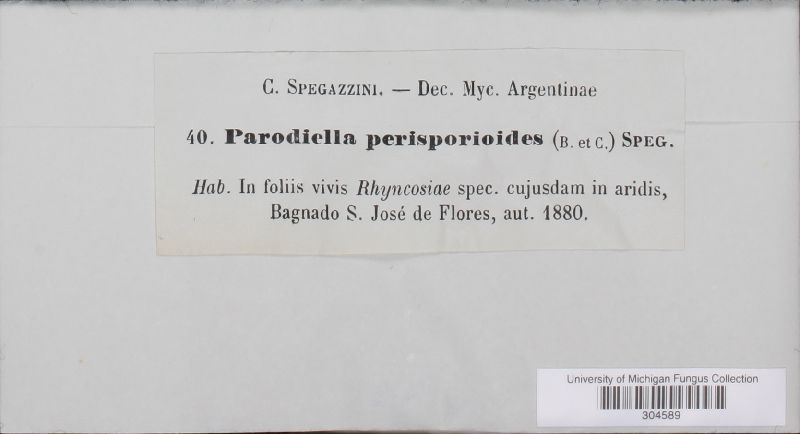 C. SPEGAZZINI. — Dec. Myc. Argentinae
40. Parodiella perisporioides (B. et C.) SPEG.
Hab. In foliis vivis Rhyncosiae spec. cujusdam in aridis,
Bagnado S. José de Flores, aut. 1880.
University of Michigan Fungus Collection
304589